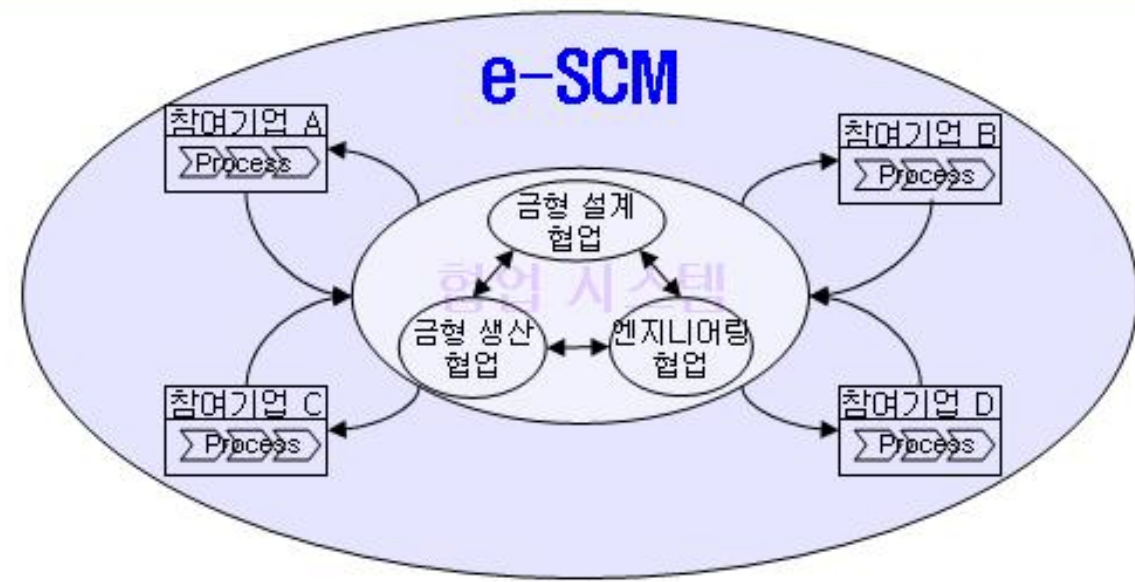 e-SCM
참여기업 A
Process
참여기업 B
Process
금형 설계
협업
협업 시스템
금형 생산
협업
엔지니어링
협업
참여기업 C
Process
참여기업 D
Process